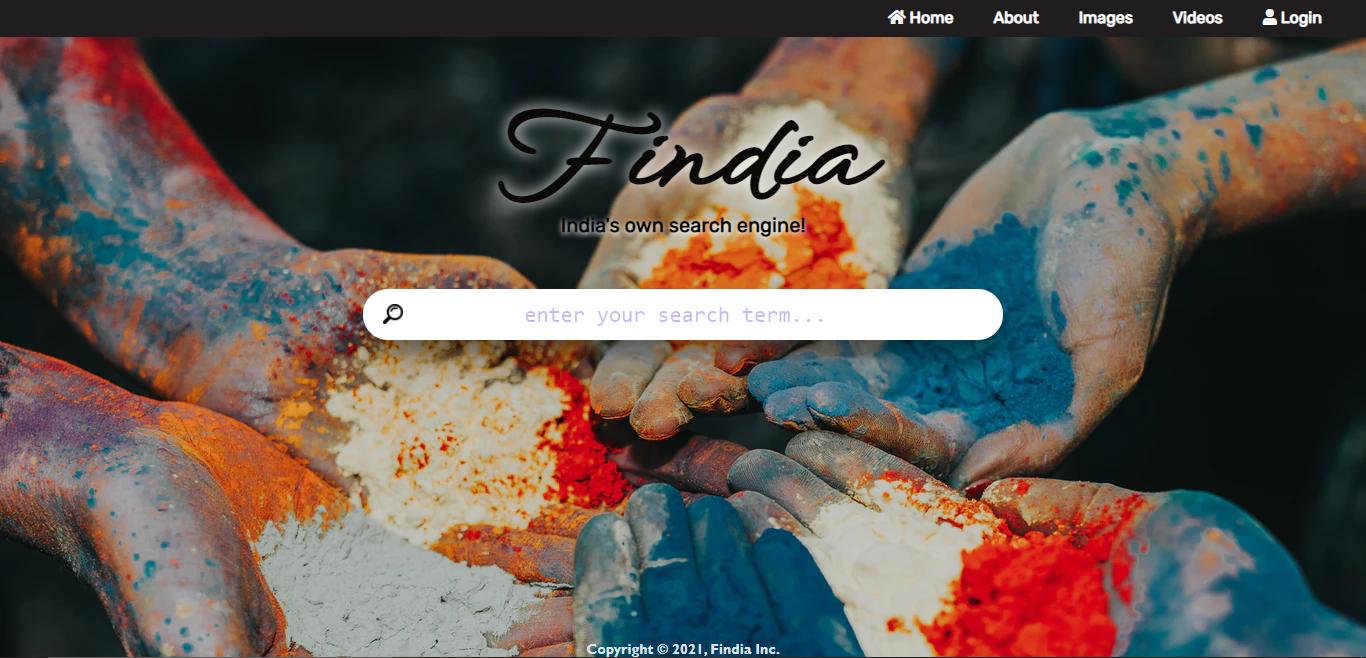 Home About Images Videos Login
Findia
India's own search engine!
enter your search term...
Copyright © 2021, Findia Inc.